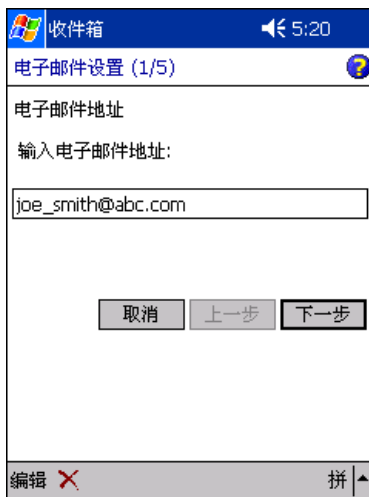 收件箱 5:20
电子邮件设置 (1/5)
电子邮件地址
输入电子邮件地址:
joe_smith@abc.com
取消 上一步 下一步
编辑 拼